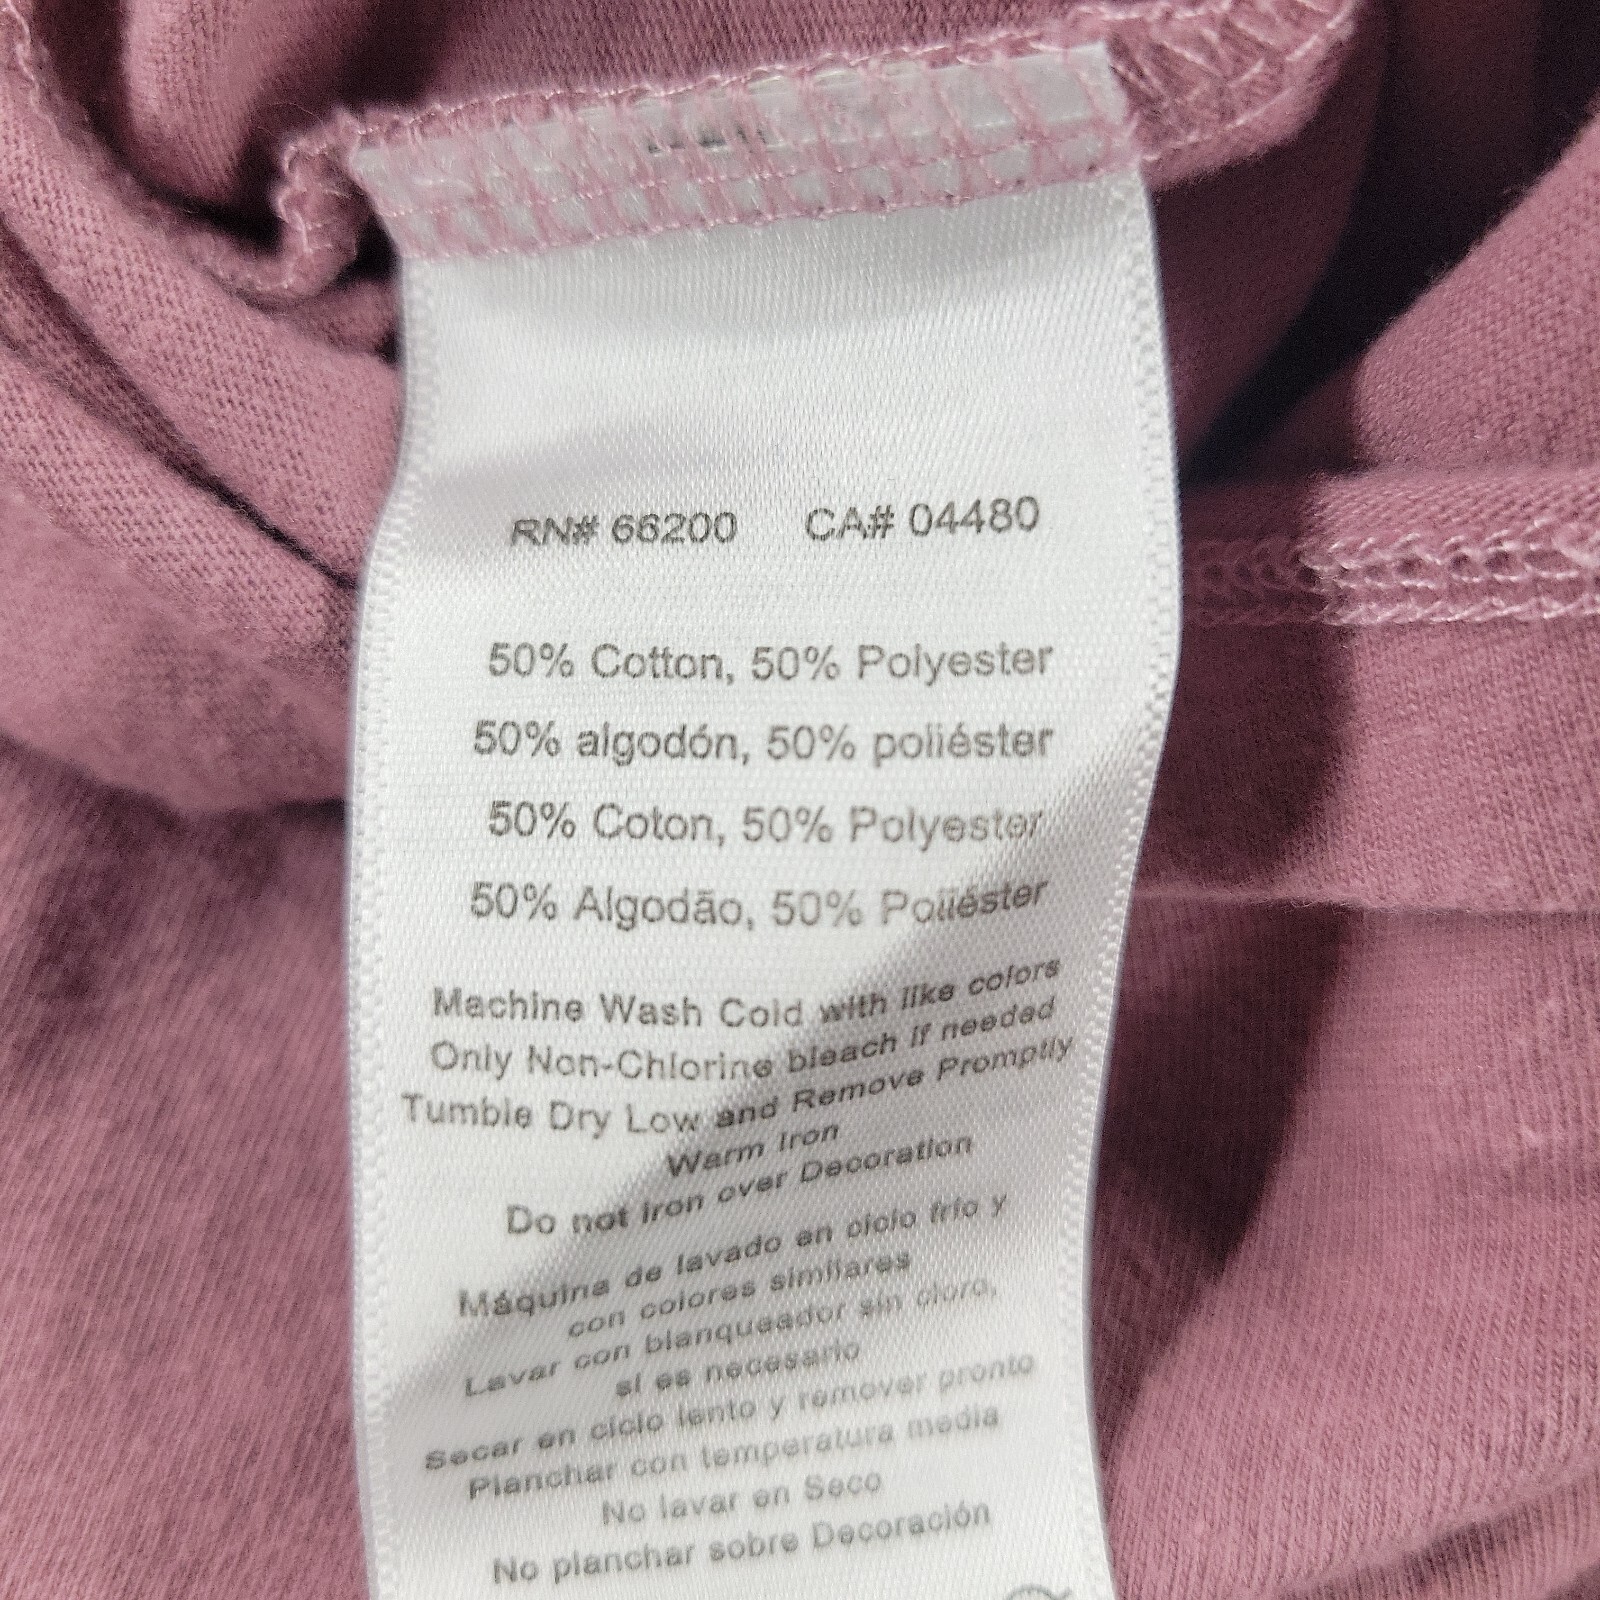 RN# 66200 CA# 04480
50% Cotton, 50% Polyester
50% algodón, 50% poliéster
50% Coton, 50% Polyester
50% Algodão, 50% Poliéster
Machine Wash Cold with like colors
Only Non-Chlorine bleach if needed
Tumble Dry Low and Remove Promptly
Warm Iron
Do not Iron over Decoration
Máquina de lavado en ciclo frío y
con colores similares
Lavar con blanqueador sin cloro,
si es necesario
Secar en ciclo lento y remover pronto
Planchar con temperatura media
No lavar en Seco
No planchar sobre Decoración